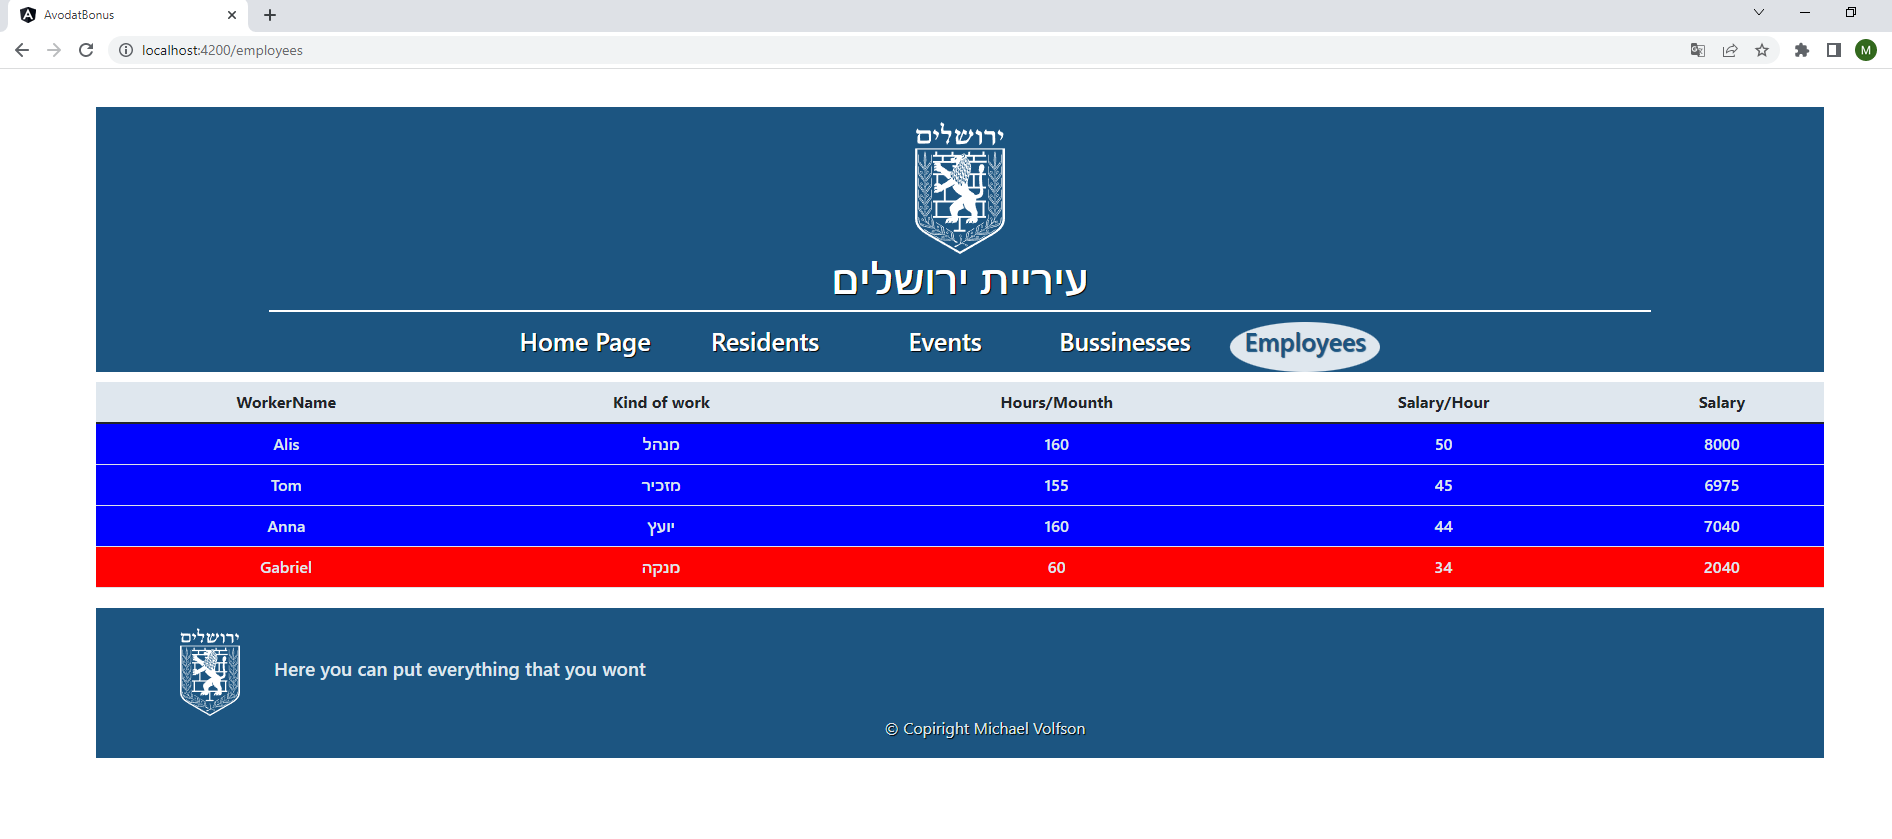 AvodatBonus
localhost:4200/employees
M
ירושלים
עיריית ירושלים
Home Page Residents Events Bussinesses Employees
WorkerName Kind of work Hours/Mounth Salary/Hour Salary
Alis מנהל 160 50 8000
Tom מזכיר 155 45 6975
Anna יועץ 160 44 7040
Gabriel מנקה 60 34 2040
ירושלים
Here you can put everything that you wont
© Copiright Michael Volfson